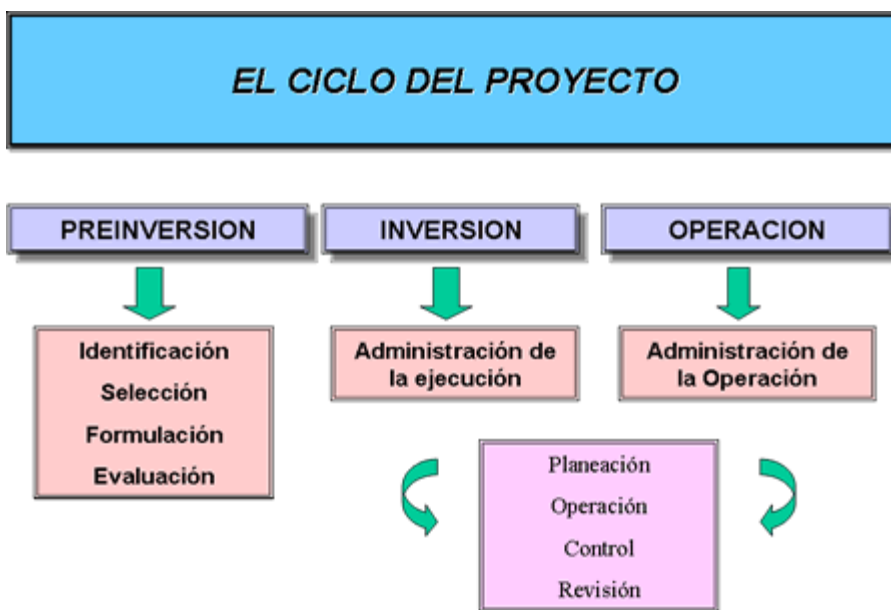 EL CICLO DEL PROYECTO
PREINVERSION
INVERSION
OPERACION
Identificación
Selección
Formulación
Evaluación
Administración de
la ejecución
Administración de
la Operación
Planeación
Operación
Control
Revisión